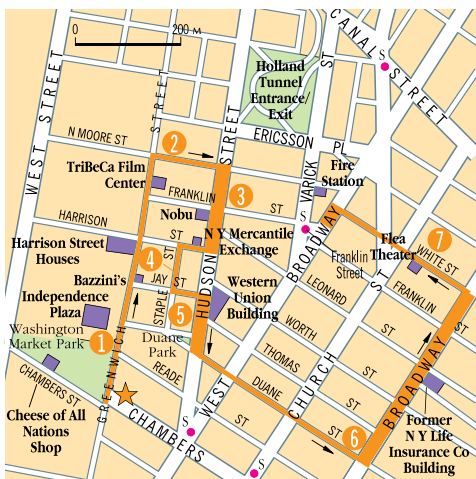 0 200 M
CANAL STREET
S
Holland
Tunnel
Entrance/
Exit
ST
WEST STREET
STREET
STREET
N MOORE ST
2
ERICSSON PL
VARICK
Fire
Station
TriBeCa Film
Center
FRANKLIN ST
3
Nobu
S
BROADWAY
7
HARRISON ST
N Y Mercantile
Exchange
Flea
Theater
WHITE ST
Franklin
Street
Harrison Street
Houses
4
ST
HUDSON
LEONARD ST
FRANKLIN ST
Bazzini's
JAY ST
Western
Union
Building
Independence
Plaza
STAPLE
5
WORTH ST
Washington
Market Park
1
Duane
Park
THOMAS ST
BROADWAY
GREENWICH
READE
DUANE ST
CHURCH
CHAMBERS ST
WEST
6
Cheese of All
Nations
Shop
CHAMBERS
S
ST
S
Former
N Y Life
Insurance Co
Building